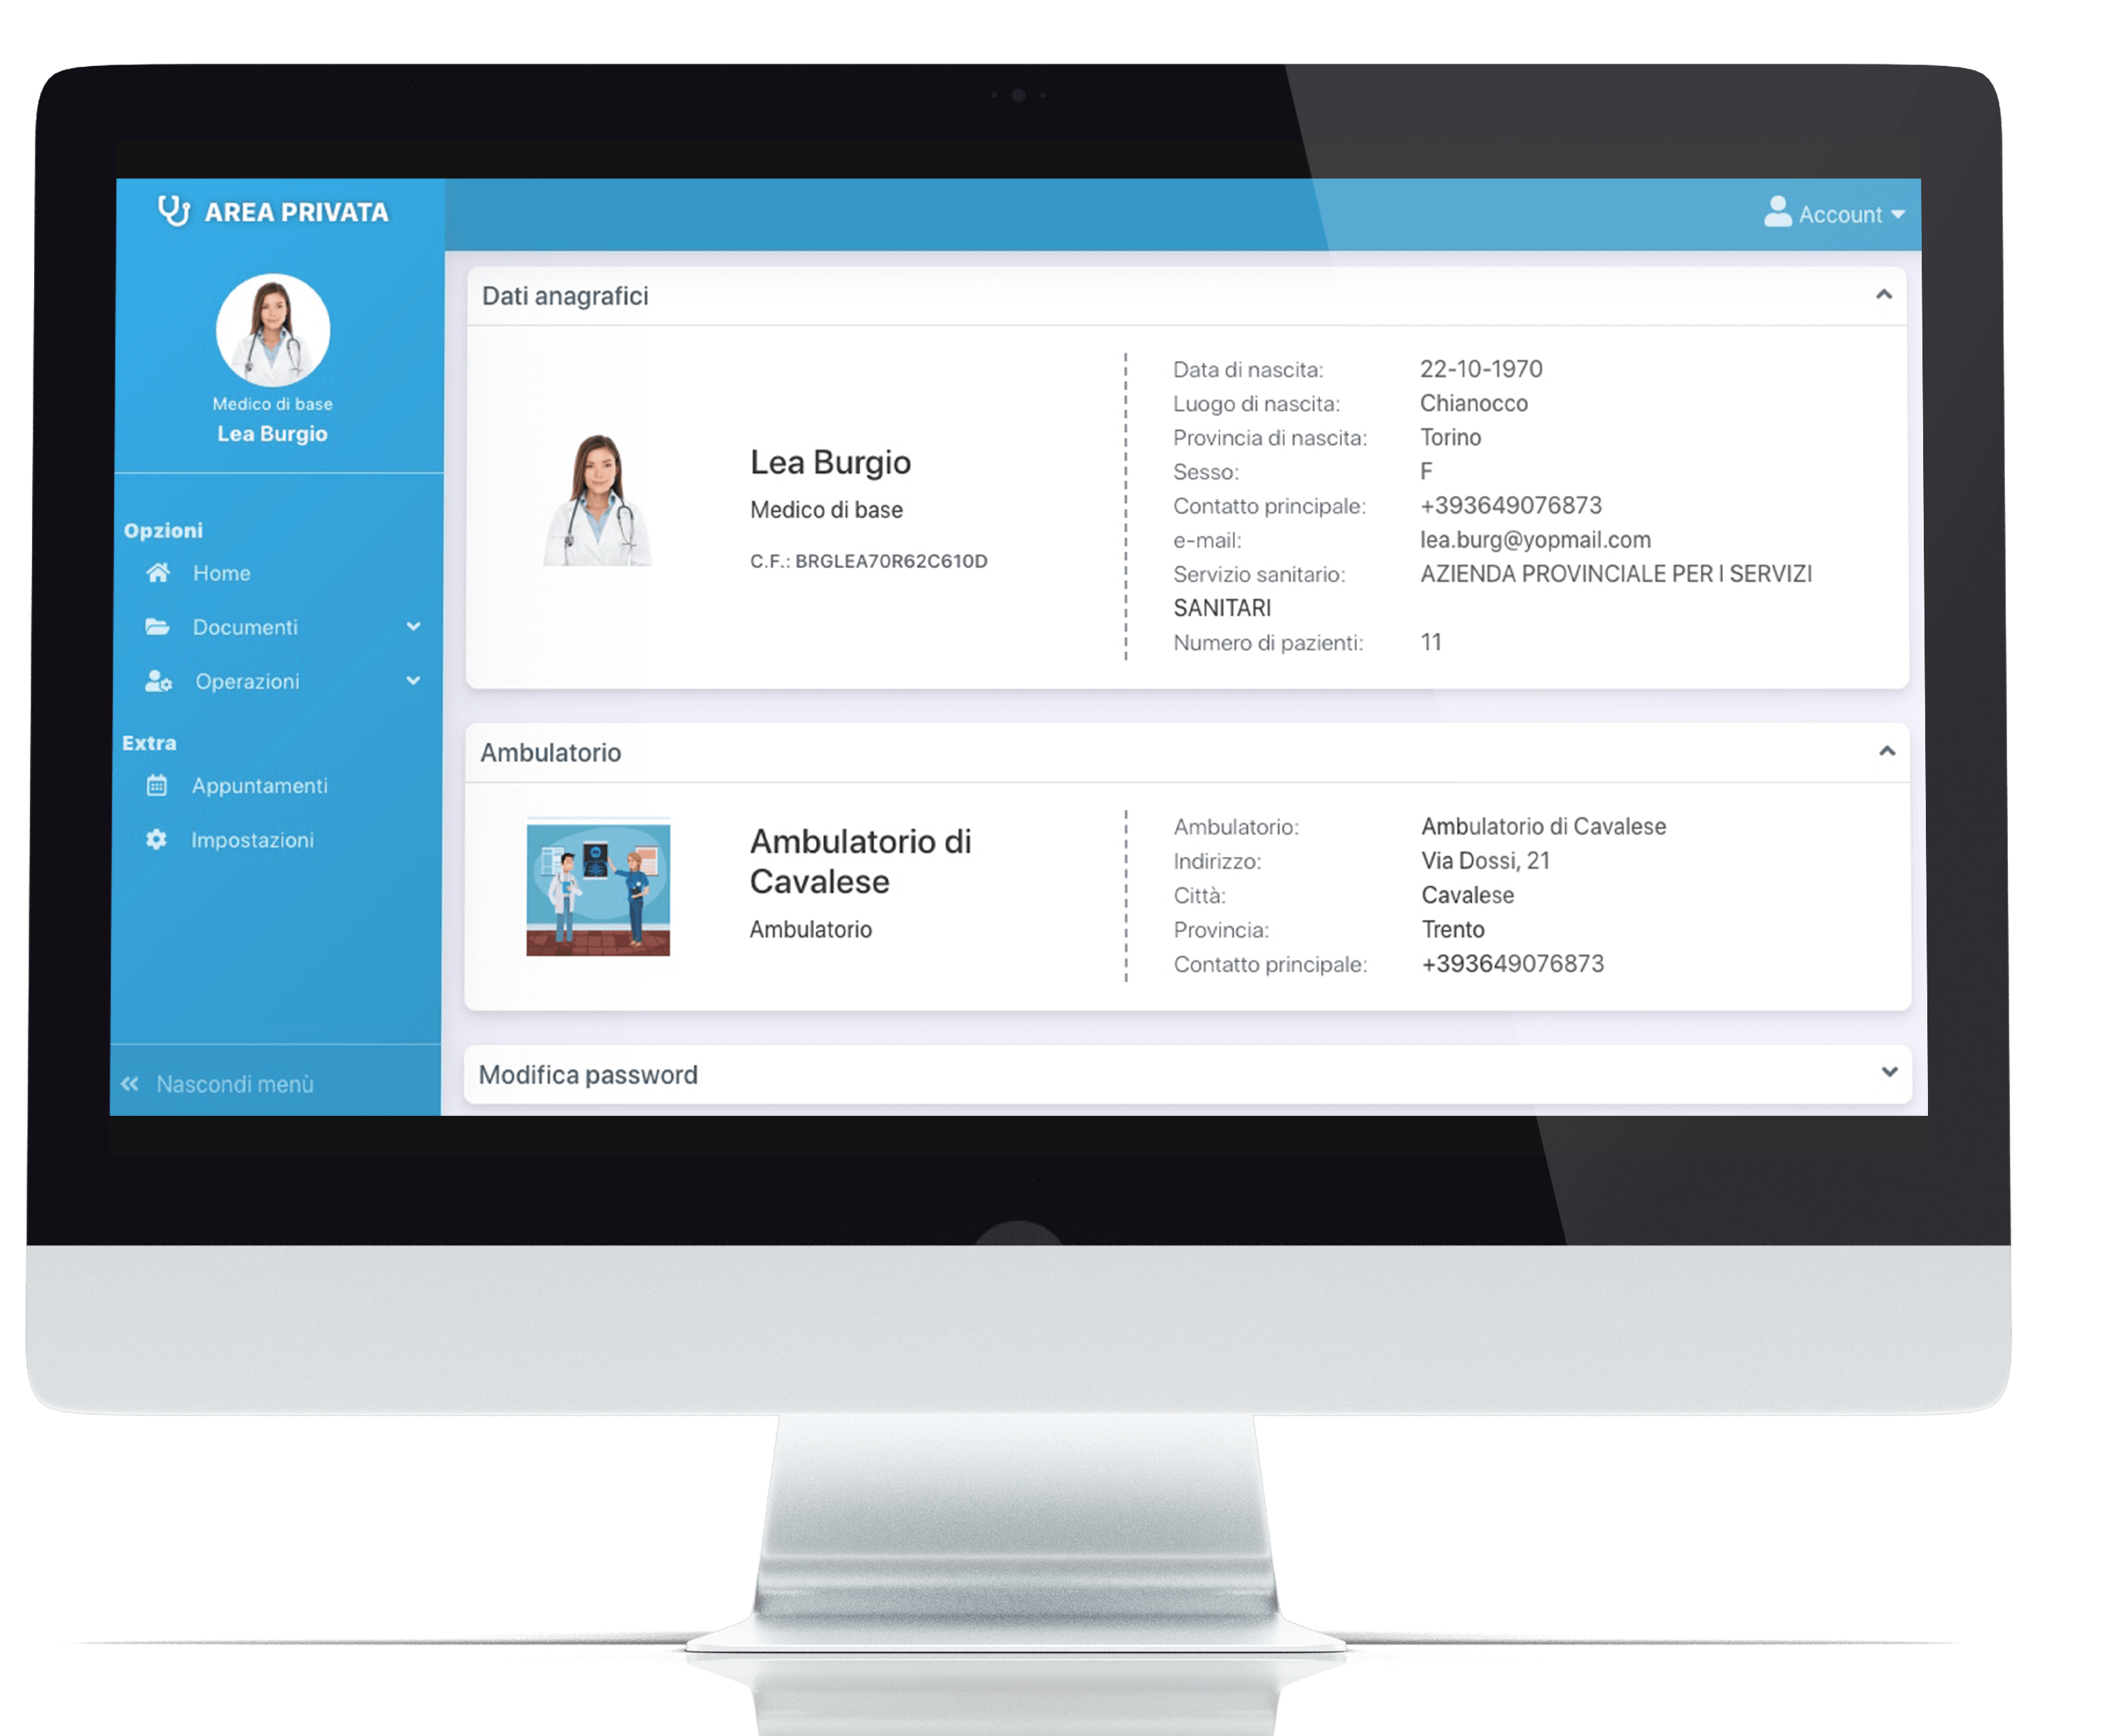 AREA PRIVATA
Account
Medico di base
Lea Burgio
Opzioni
Home
Documenti
Operazioni
Extra
Appuntamenti
Impostazioni
Nascondi menù
Dati anagrafici
Lea Burgio
Medico di base
C.F.: BRGLEA70R62C610D
Data di nascita: 22-10-1970
Luogo di nascita: Chianocco
Provincia di nascita: Torino
Sesso: F
Contatto principale: +393649076873
e-mail: lea.burg@yopmail.com
Servizio sanitario: AZIENDA PROVINCIALE PER I SERVIZI
SANITARI
Numero di pazienti: 11
Ambulatorio
Ambulatorio di
Cavalese
Ambulatorio
Ambulatorio: Ambulatorio di Cavalese
Indirizzo: Via Dossi, 21
Città: Cavalese
Provincia: Trento
Contatto principale: +393649076873
Modifica password